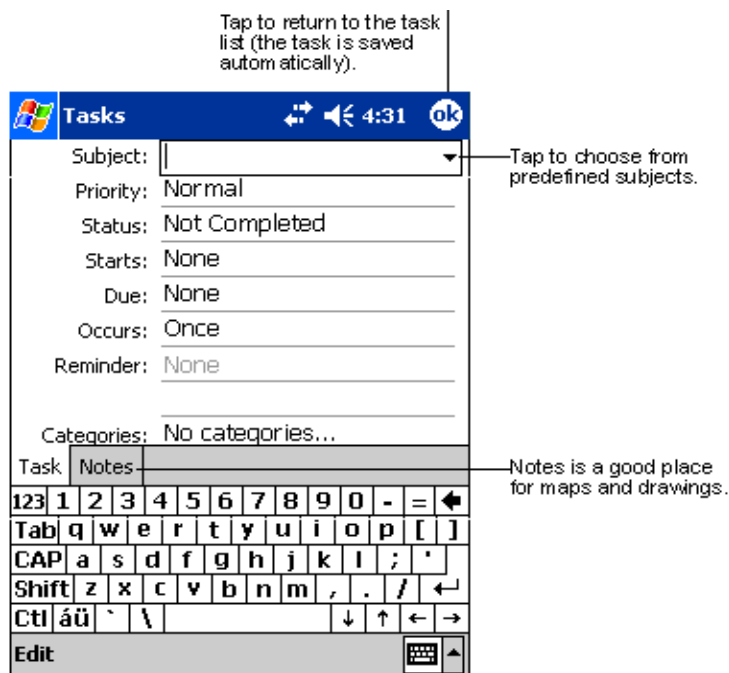 Tap to return to the task
list (the task is saved
automatically).
Tasks 4:31 ok
Subject:
Tap to choose from
predefined subjects.
Priority: Normal
Status: Not Completed
Starts: None
Due: None
Occurs: Once
Reminder: None
Categories: No categories...
Task Notes
Notes is a good place
for maps and drawings.
123 1 2 3 4 5 6 7 8 9 0 - =
Tab q w e r t y u i o p [ ]
CAP a s d f g h j k l ; '
Shift z x c v b n m , . / ↵
Ctl áü ` \ ↓ ↑ ← →
Edit